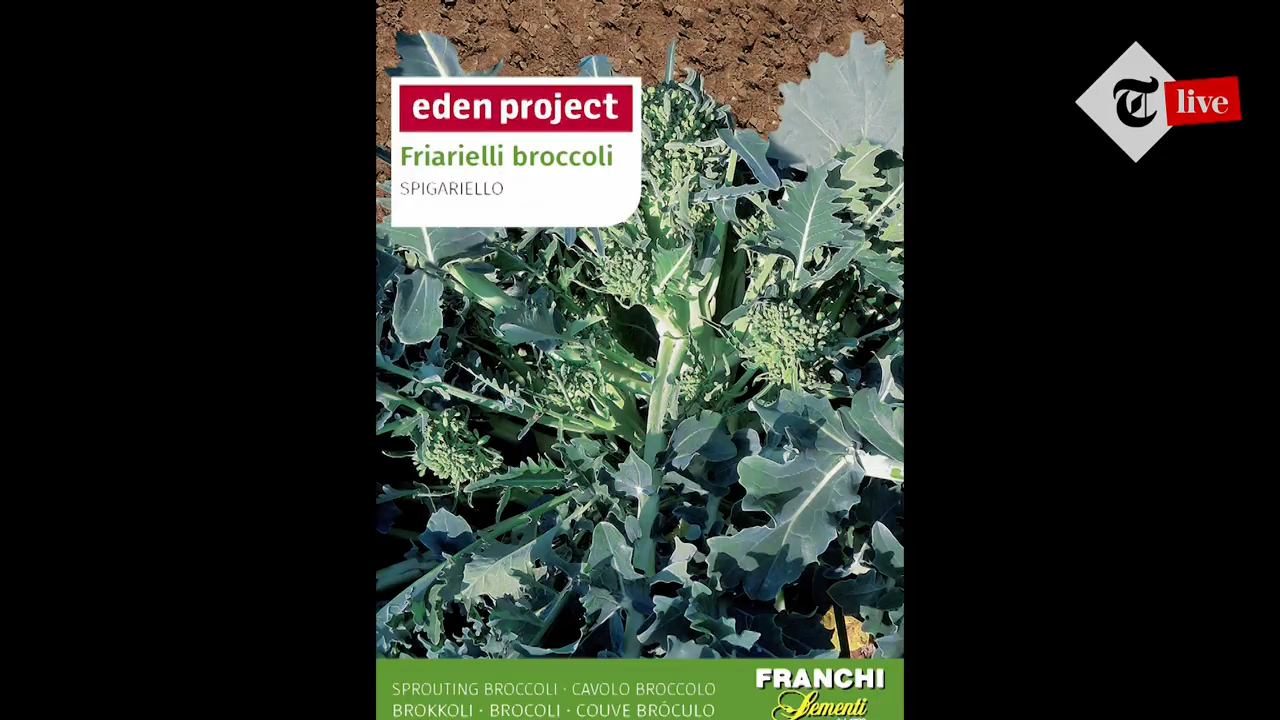 eden project
Friarielli broccoli
SPIGARIELLO
T live
SPROUTING BROCCOLI · CAVOLO BROCCOLO
BROKKOLI · BROCOLI · COUVE BRÓCULO
FRANCHI
Sementi